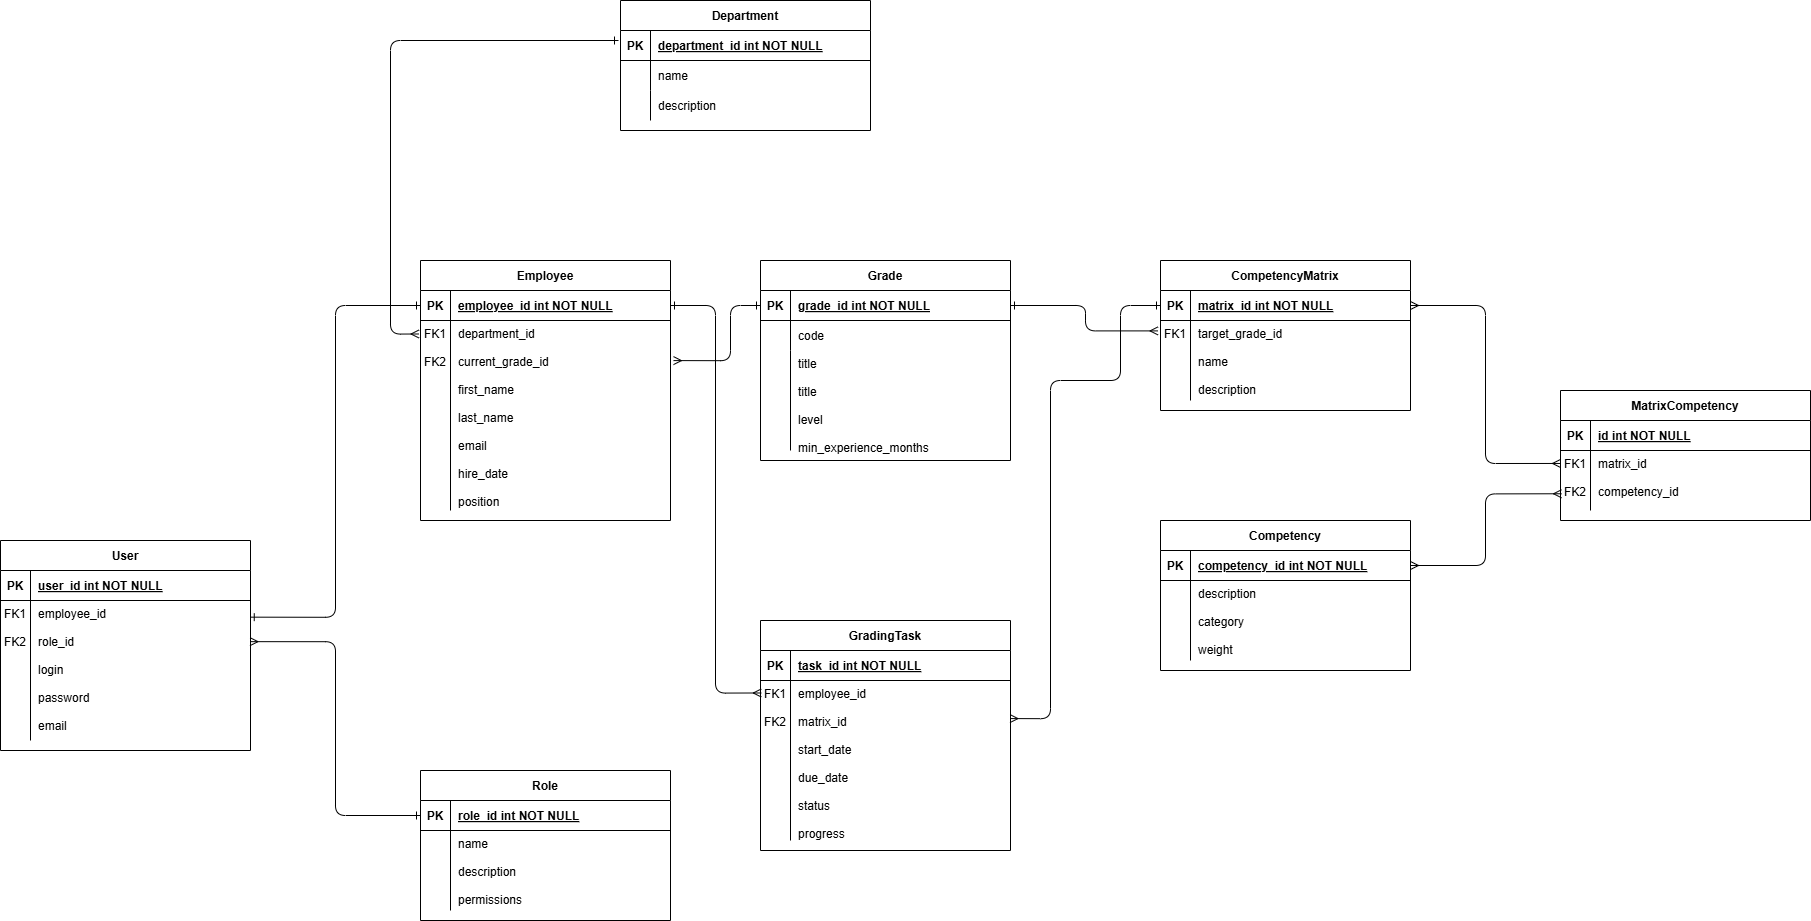 Department
PK department_id int NOT NULL
name
description
Employee
PK employee_id int NOT NULL
FK1 department_id
FK2 current_grade_id
first_name
last_name
email
hire_date
position
Grade
PK grade_id int NOT NULL
code
title
title
level
min_experience_months
CompetencyMatrix
PK matrix_id int NOT NULL
FK1 target_grade_id
name
description
MatrixCompetency
PK id int NOT NULL
FK1 matrix_id
FK2 competency_id
User
PK user_id int NOT NULL
FK1 employee_id
FK2 role_id
login
password
email
Competency
PK competency_id int NOT NULL
description
category
weight
GradingTask
PK task_id int NOT NULL
FK1 employee_id
FK2 matrix_id
start_date
due_date
status
progress
Role
PK role_id int NOT NULL
name
description
permissions